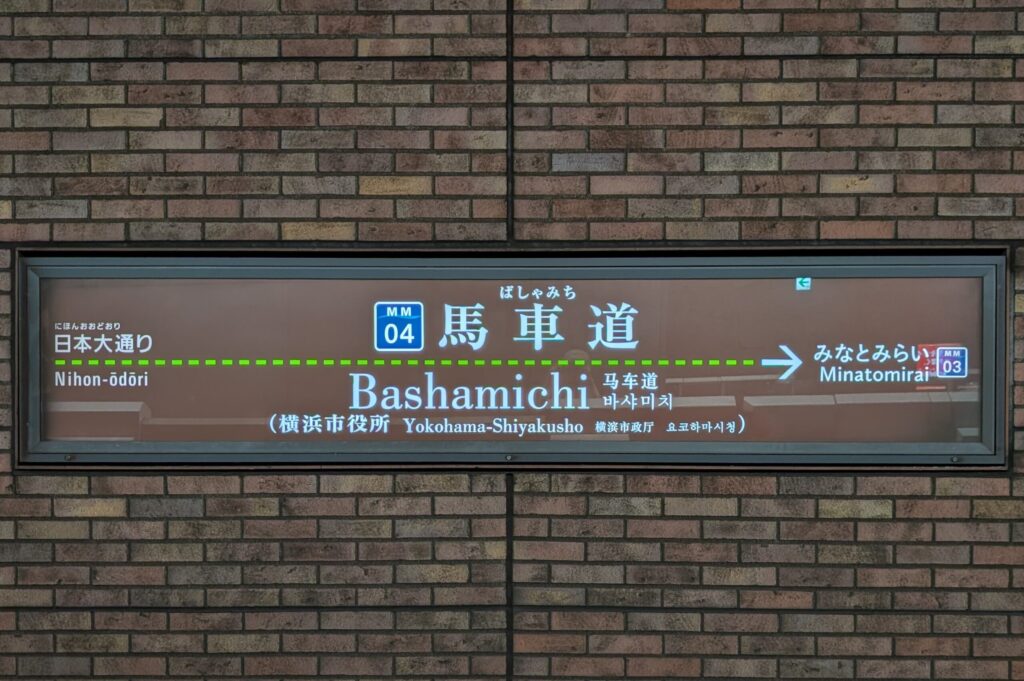 にほんおおどおり
日本大通り
Nihon-ōdōri
ばしゃみち
MM
04
馬車道
Bashamichi
马车道
바샤미치
(横浜市役所 Yokohama-Shiyakusho 横滨市政厅 요코하마시청)
みなとみらい
Minatomirai
MM
03